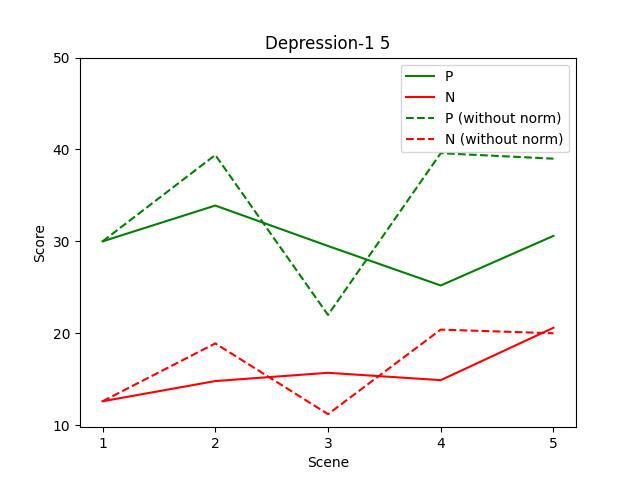 Depression-1 5
50
40
30
20
10
Score
P
N
P (without norm)
N (without norm)
1 2 3 4 5
Scene